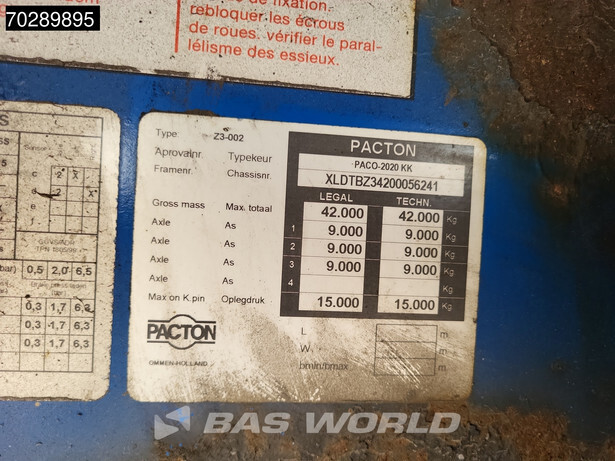 70289895
de fixation.
rebloquer les écrous
de roues. vérifier le paral-
lélisme des essieux.
Type Z3-002
Aprovalnr. Typekeur
Framenr. Chassisnr.
PACTON
PACO-2020 KK
XLDTBZ34200056241
LEGAL TECHN.
Gross mass Max. totaal 42.000 42.000 Kg
Axle As 1 9.000 9.000 Kg
Axle As 2 9.000 9.000 Kg
Axle As 3 9.000 9.000 Kg
Axle As 4 Kg
Max on K.pin Oplegdruk 15.000 15.000 Kg
PACTON
OMMEN-HOLLAND
L m
W m
bmin/bmax m
bar) 0,5 2,0 6,5
0,3 1,7 6,3
0,3 1,7 6,3
0,3 1,7 6,3
BAS WORLD
www.basworld.com